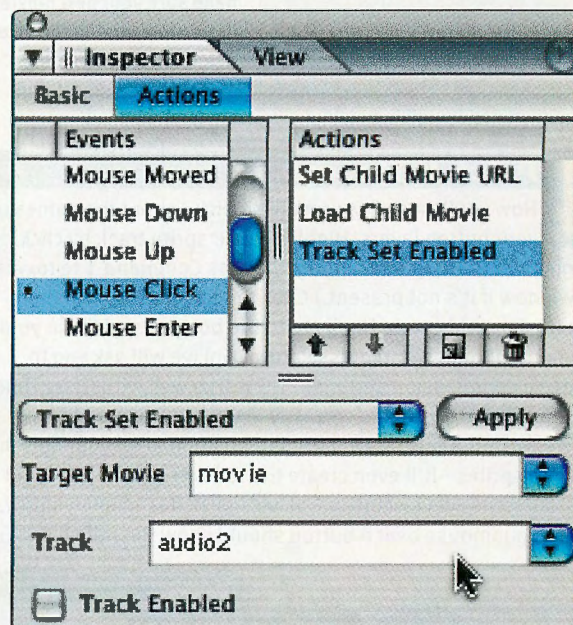 Inspector View
Basic Actions
Events
Mouse Moved
Mouse Down
Mouse Up
Mouse Click
Mouse Enter
Actions
Set Child Movie URL
Load Child Movie
Track Set Enabled
Track Set Enabled Apply
Target Movie movie
Track audio2
Track Enabled